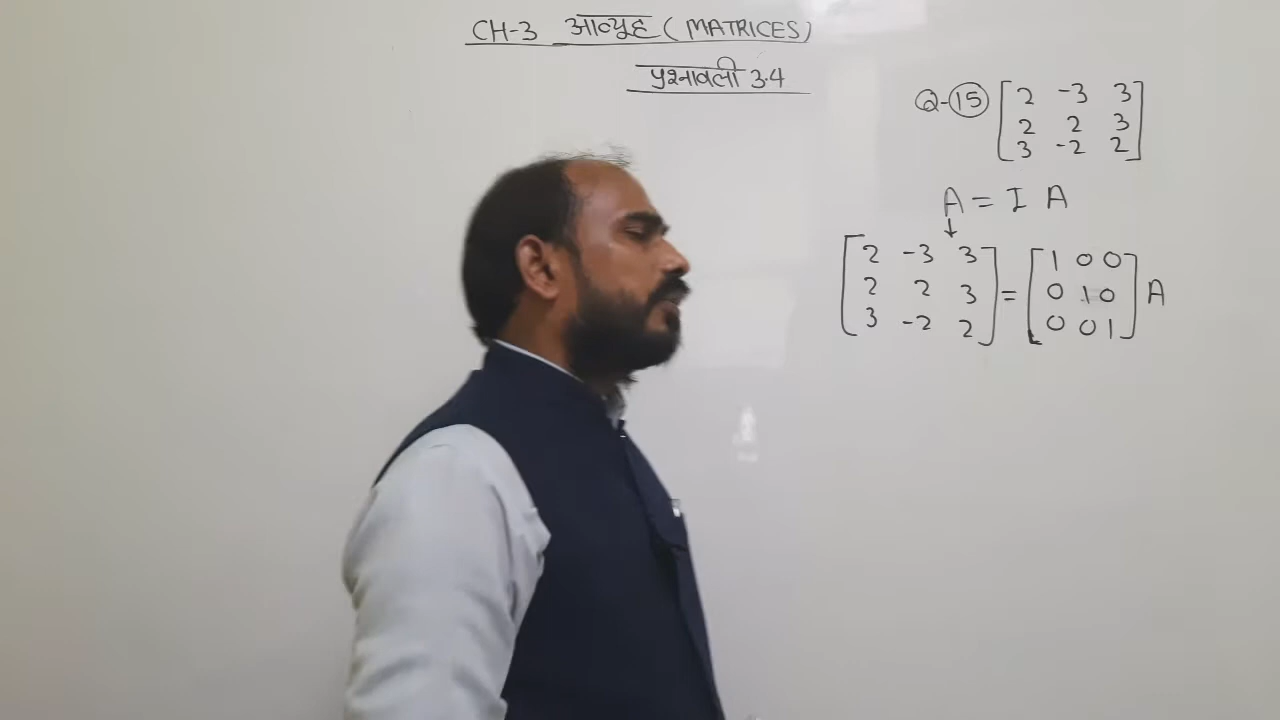 CH-3 आव्यूह (MATRICES)
प्रश्नावली 3.4
Q-15 [2 -3 3
2 2 3
3 -2 2]
A = I A
↓
[2 -3 3
2 2 3
3 -2 2] = [1 0 0
0 1 0
0 0 1] A